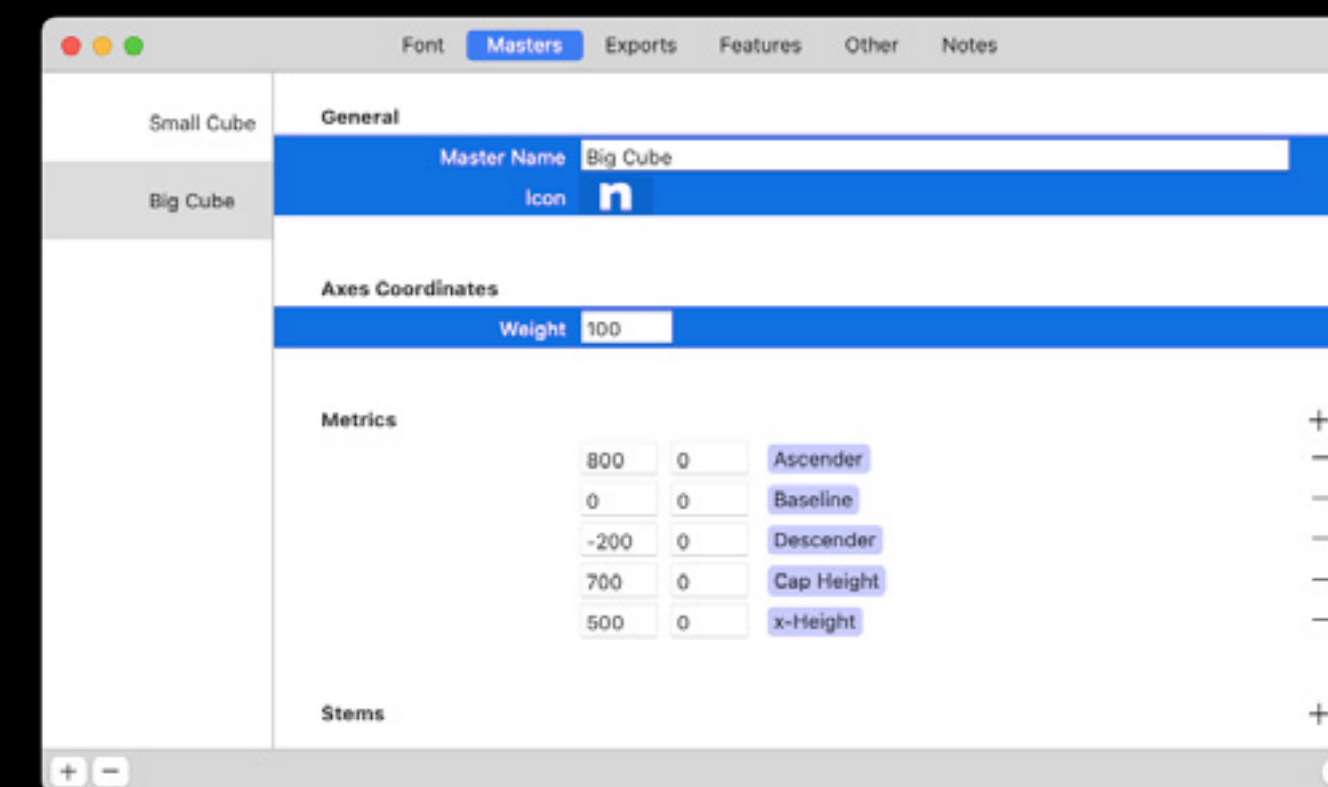 Font Masters Exports Features Other Notes
Small Cube
Big Cube
General
Master Name Big Cube
Icon n
Axes Coordinates
Weight 100
Metrics +
800 0 Ascender −
0 0 Baseline −
-200 0 Descender −
700 0 Cap Height −
500 0 x-Height −
Stems +
+ −